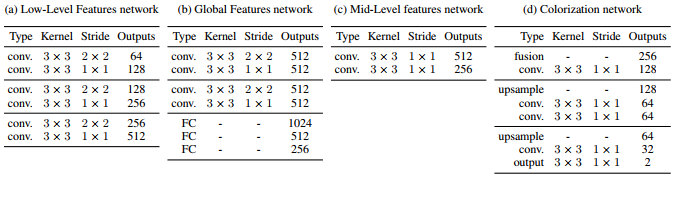 (a) Low-Level Features network
Type Kernel Stride Outputs
conv. 3 × 3 2 × 2 64
conv. 3 × 3 1 × 1 128
conv. 3 × 3 2 × 2 128
conv. 3 × 3 1 × 1 256
conv. 3 × 3 2 × 2 256
conv. 3 × 3 1 × 1 512
(b) Global Features network
Type Kernel Stride Outputs
conv. 3 × 3 2 × 2 512
conv. 3 × 3 1 × 1 512
conv. 3 × 3 2 × 2 512
conv. 3 × 3 1 × 1 512
FC - - 1024
FC - - 512
FC - - 256
(c) Mid-Level features network
Type Kernel Stride Outputs
conv. 3 × 3 1 × 1 512
conv. 3 × 3 1 × 1 256
(d) Colorization network
Type Kernel Stride Outputs
fusion - - 256
conv. 3 × 3 1 × 1 128
upsample - - 128
conv. 3 × 3 1 × 1 64
conv. 3 × 3 1 × 1 64
upsample - - 64
conv. 3 × 3 1 × 1 32
output 3 × 3 1 × 1 2